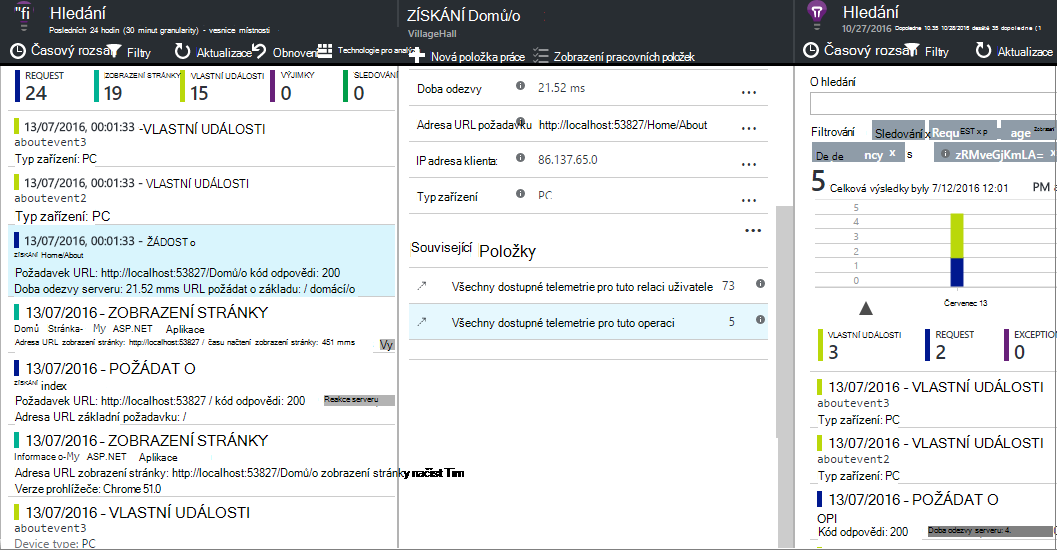 "fi
Hledání
Posledních 24 hodin (30 minut granularity) - vesnice místnosti
Časový rozsa
Filtry
Aktualizace
Obnovení
Technologie pro analý
REQUEST
24
ZOBRAZENÍ STRÁNKY
19
VLASTNÍ UDÁLOSTI
15
VÝJIMKY
0
SLEDOVÁNÍ
0
13/07/2016, 00:01:33 -VLASTNÍ UDÁLOSTI
aboutevent3
Typ zařízení: PC
13/07/2016, 00:01:33 - VLASTNÍ UDÁLOSTI
aboutevent2
Typ zařízení: PC
13/07/2016, 00:01:33 - ŽÁDOST o
ZÍSKÁNÍ Home/About
Požadavek URL: http://localhost:53827/Domů/o kód odpovědi: 200
Doba odezvy serveru: 21.52 mms URL požádat o základu: / domácí/o
13/07/2016 - ZOBRAZENÍ STRÁNKY
Domů Stránka- My ASP.NET Aplikace
Adresa URL zobrazení stránky: http://localhost:53827 / času načtení zobrazení stránky: 451 mms
Vy
13/07/2016 - POŽÁDAT O
ZÍSKÁNÍ index
Požadavek URL: http://localhost:53827 / kód odpovědi: 200
Reakce serveru
Adresa URL základní požadavku: /
13/07/2016 - ZOBRAZENÍ STRÁNKY
Informace o-My ASP.NET Aplikace
Adresa URL zobrazení stránky: http://localhost:53827/Domů/o zobrazení stránky načíst Tim
Verze prohlížeče: Chrome 51.0
13/07/2016 - VLASTNÍ UDÁLOSTI
aboutevent3
Device type: PC
ZÍSKÁNÍ Domů/o
VillageHall
Nová položka práce
Zobrazení pracovních položek
Doba odezvy
21.52 ms
...
Adresa URL požadavku
http://localhost:53827/Home/About
...
IP adresa klienta:
86.137.65.0
...
Typ zařízení
PC
...
...
Související Položky
Všechny dostupné telemetrie pro tuto relaci uživatele 73
Všechny dostupné telemetrie pro tuto operaci 5
Hledání
10/27/2016 Dopoledne 10.35 10/28/2016 desáté 35 dopoledne (1
Časový rozsa
Filtry
Aktualizace
O hledání
Filtrování
Sledování x
Requ EST x p
age Zobrazení
De de ncy x s
zRMveGjKmLA= x
5 Celková výsledky byly 7/12/2016 12:01 PM
5
4
3
2
1
0
Červenec 13
VLASTNÍ UDÁLOSTI
3
REQUEST
2
EXCEPTION
0
13/07/2016 - VLASTNÍ UDÁLOSTI
aboutevent3
Typ zařízení: PC
13/07/2016 - VLASTNÍ UDÁLOSTI
aboutevent2
Typ zařízení: PC
13/07/2016 - POŽÁDAT O
OPI
Kód odpovědi: 200
Doba odezvy serveru: 4.